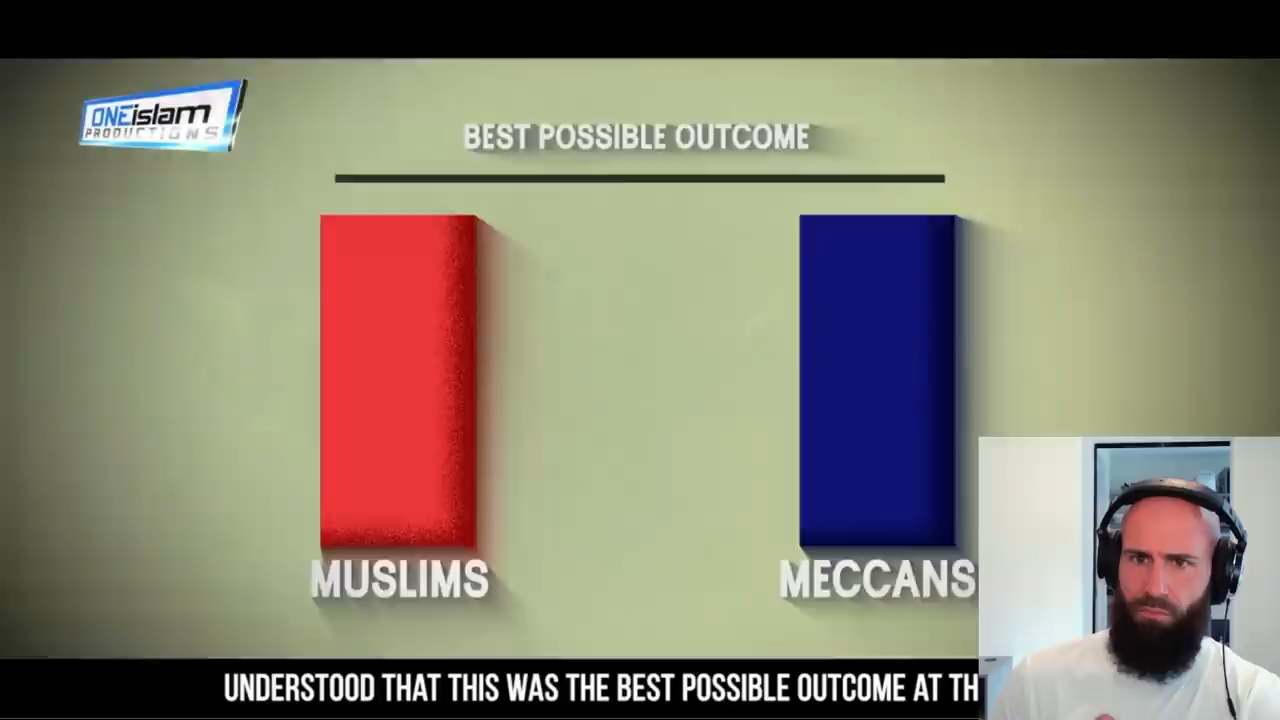 ONEislam
PRODUCTIONS
BEST POSSIBLE OUTCOME
MUSLIMS
MECCANS
UNDERSTOOD THAT THIS WAS THE BEST POSSIBLE OUTCOME AT TH